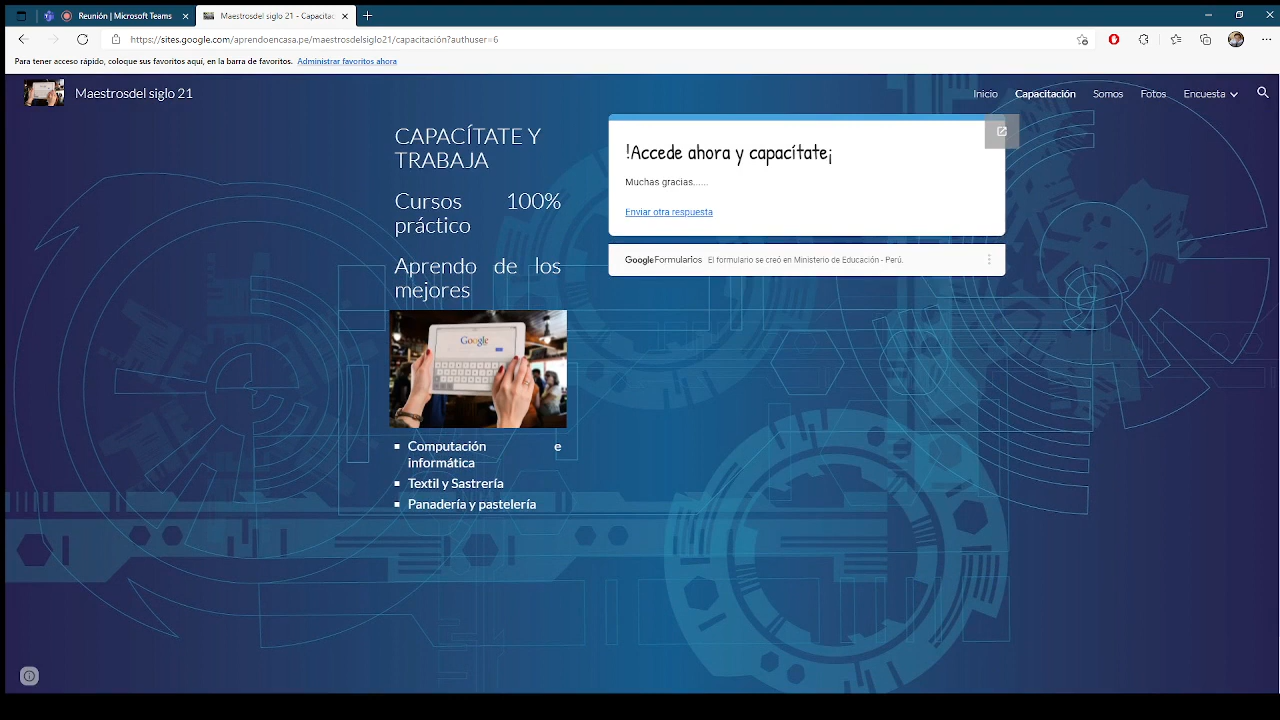 Reunión | Microsoft Teams
Maestrosdel siglo 21 - Capacitac
https://sites.google.com/aprendoencasa.pe/maestrosdelsiglo21/capacitación?authuser=6
Para tener acceso rápido, coloque sus favoritos aquí, en la barra de favoritos. Administrar favoritos ahora
Maestrosdel siglo 21
Inicio Capacitación Somos Fotos Encuesta
CAPACÍTATE Y
TRABAJA
Cursos 100%
práctico
Aprendo de los
mejores
Google
Computación e
informática
Textil y Sastrería
Panadería y pastelería
!Accede ahora y capacítate¡
Muchas gracias......
Enviar otra respuesta
Google Formularios El formulario se creó en Ministerio de Educación - Perú.